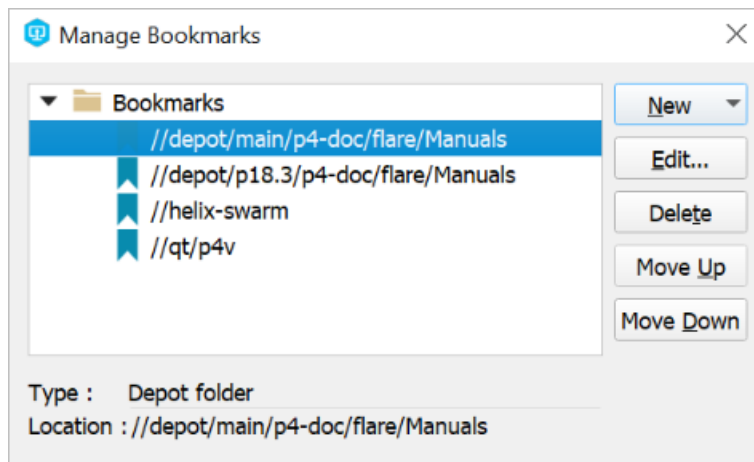 Manage Bookmarks
Bookmarks
//depot/main/p4-doc/flare/Manuals
//depot/p18.3/p4-doc/flare/Manuals
//helix-swarm
//qt/p4v
New
Edit...
Delete
Move Up
Move Down
Type : Depot folder
Location : //depot/main/p4-doc/flare/Manuals